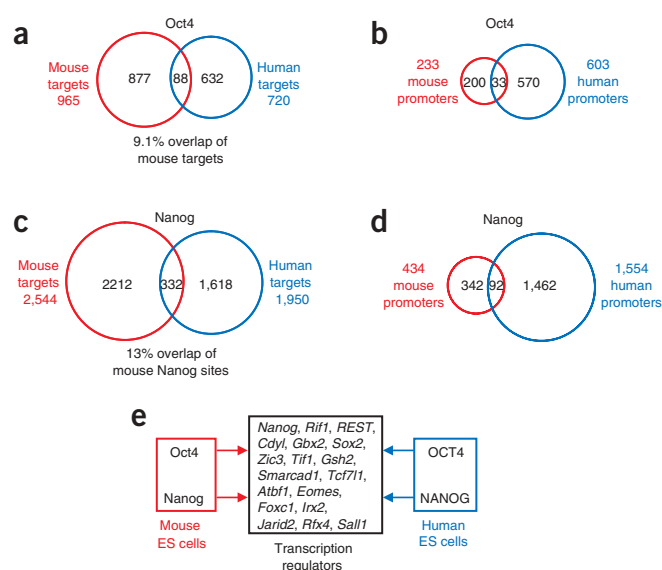 a
Oct4
Mouse
targets
965
877
88
632
Human
targets
720
9.1% overlap of
mouse targets
b
Oct4
233
mouse
promoters
200
33
570
603
human
promoters
c
Nanog
Mouse
targets
2,544
2212
332
1,618
Human
targets
1,950
13% overlap of
mouse Nanog sites
d
Nanog
434
mouse
promoters
342
92
1,462
1,554
human
promoters
e
Oct4
Nanog
Mouse
ES cells
Nanog, Rif1, REST,
Cdyl, Gbx2, Sox2,
Zic3, Tif1, Gsh2,
Smarcad1, Tcf7l1,
Atbf1, Eomes,
Foxc1, Irx2,
Jarid2, Rfx4, Sall1
Transcription
regulators
OCT4
NANOG
Human
ES cells